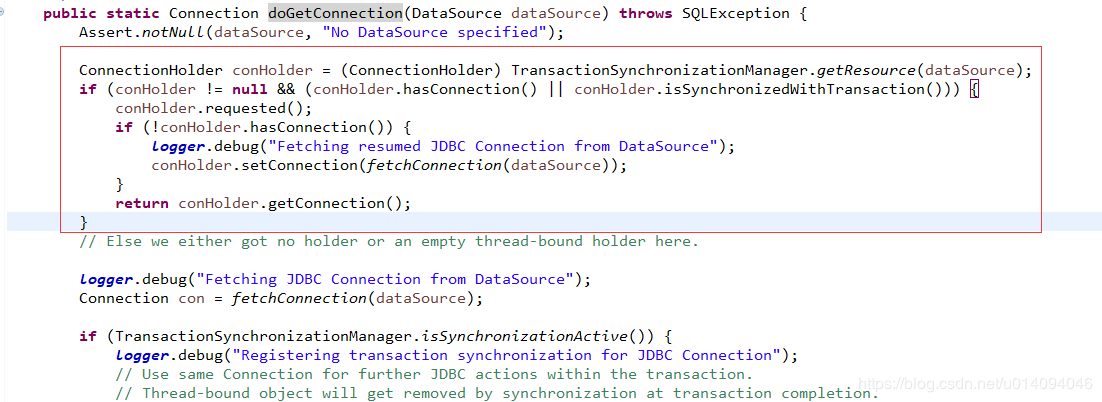 public static Connection doGetConnection(DataSource dataSource) throws SQLException {
Assert.notNull(dataSource, "No DataSource specified");
ConnectionHolder conHolder = (ConnectionHolder) TransactionSynchronizationManager.getResource(dataSource);
if (conHolder != null && (conHolder.hasConnection() || conHolder.isSynchronizedWithTransaction())) {
conHolder.requested();
if (!conHolder.hasConnection()) {
logger.debug("Fetching resumed JDBC Connection from DataSource");
conHolder.setConnection(fetchConnection(dataSource));
}
return conHolder.getConnection();
}
// Else we either got no holder or an empty thread-bound holder here.
logger.debug("Fetching JDBC Connection from DataSource");
Connection con = fetchConnection(dataSource);
if (TransactionSynchronizationManager.isSynchronizationActive()) {
logger.debug("Registering transaction synchronization for JDBC Connection");
// Use same Connection for further JDBC actions within the transaction.
// Thread-bound object will get removed by synchronization at transaction completion.
https://blog.csdn.net/u014094046